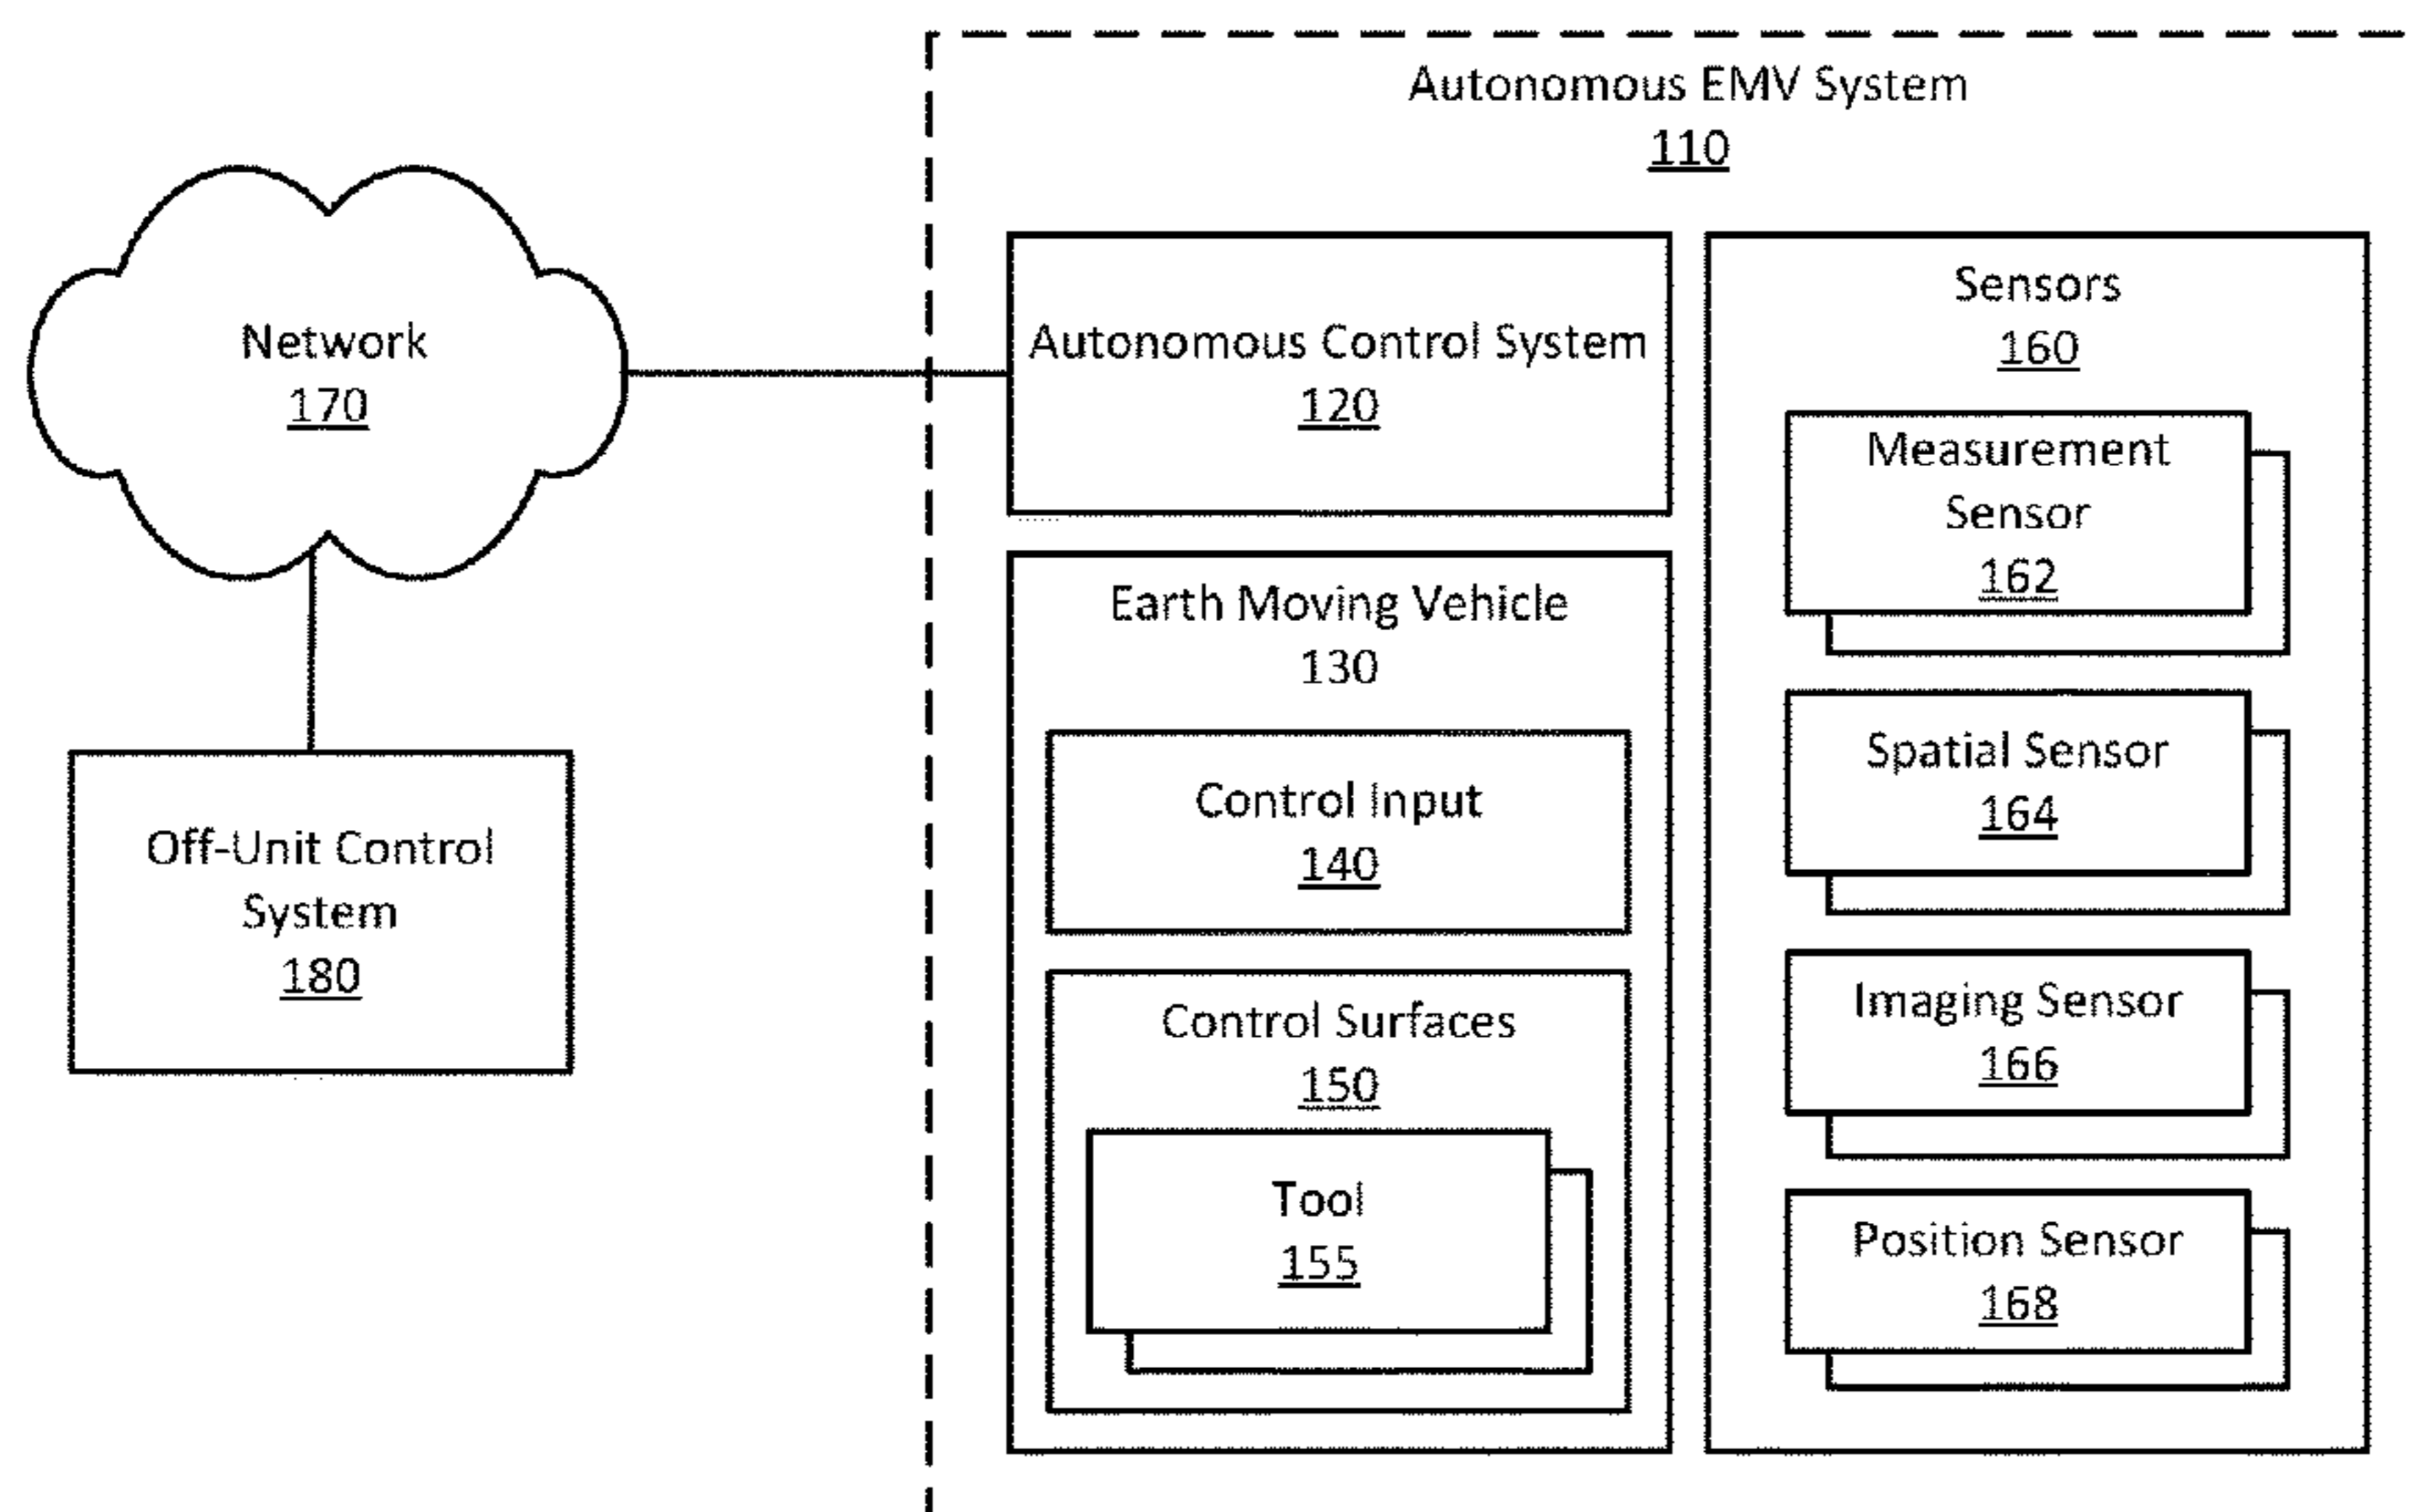 Autonomous EMV System
110
Network
170
Autonomous Control System
120
Sensors
160
Measurement
Sensor
162
Earth Moving Vehicle
130
Spatial Sensor
164
Control Input
140
Off-Unit Control
System
180
Imaging Sensor
166
Control Surfaces
150
Tool
155
Position Sensor
168